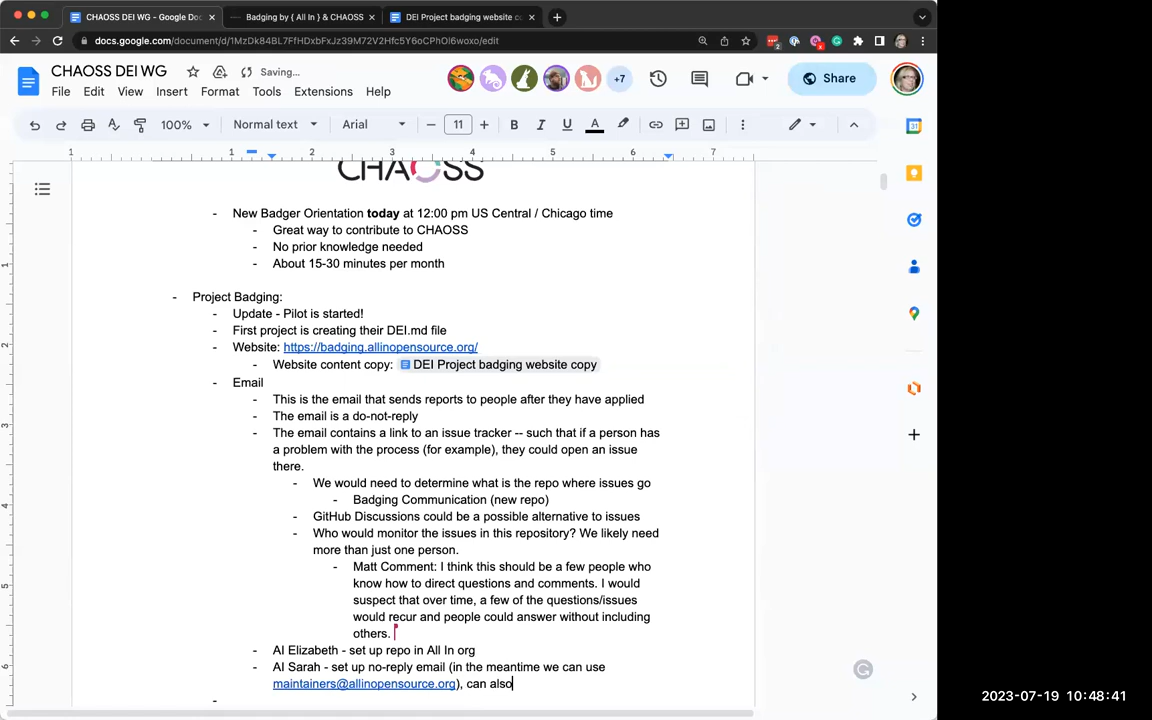 CHAOSS DEI WG - Google Doc
Badging by { All In } & CHAOSS
DEI Project badging website co
docs.google.com/document/d/1MzDk84BL7FfHDxbFxJz39M72V2Hfc5Y6oCPhOl6woxo/edit
CHAOSS DEI WG
Saving...
+7
Share
File Edit View Insert Format Tools Extensions Help
100% Normal text Arial 11
1 1 2 3 4 5 6 7
CHAOSS
- New Badger Orientation today at 12:00 pm US Central / Chicago time
- Great way to contribute to CHAOSS
- No prior knowledge needed
- About 15-30 minutes per month
- Project Badging:
- Update - Pilot is started!
- First project is creating their DEI.md file
- Website: https://badging.allinopensource.org/
- Website content copy: DEI Project badging website copy
- Email
- This is the email that sends reports to people after they have applied
- The email is a do-not-reply
- The email contains a link to an issue tracker -- such that if a person has
a problem with the process (for example), they could open an issue
there.
- We would need to determine what is the repo where issues go
- Badging Communication (new repo)
- GitHub Discussions could be a possible alternative to issues
- Who would monitor the issues in this repository? We likely need
more than just one person.
- Matt Comment: I think this should be a few people who
know how to direct questions and comments. I would
suspect that over time, a few of the questions/issues
would recur and people could answer without including
others.
- AI Elizabeth - set up repo in All In org
- AI Sarah - set up no-reply email (in the meantime we can use
maintainers@allinopensource.org), can also
-
2023-07-19 10:48:41